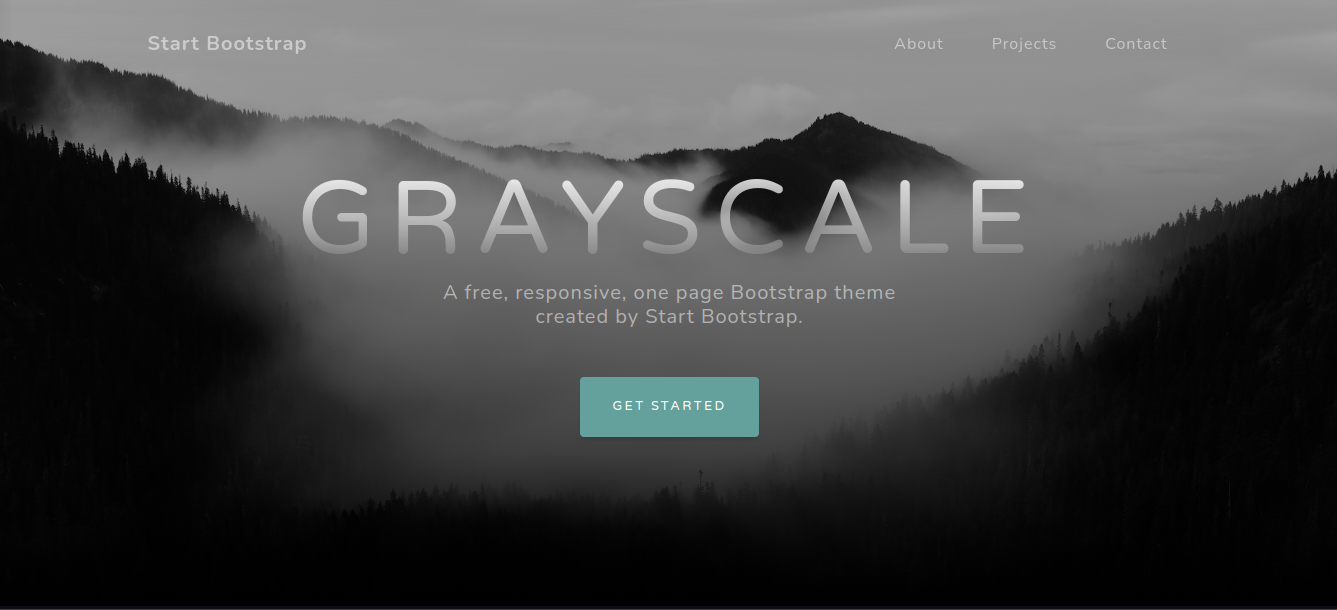 Start Bootstrap
About
Projects
Contact
GRAYSCALE
A free, responsive, one page Bootstrap theme
created by Start Bootstrap.
GET STARTED